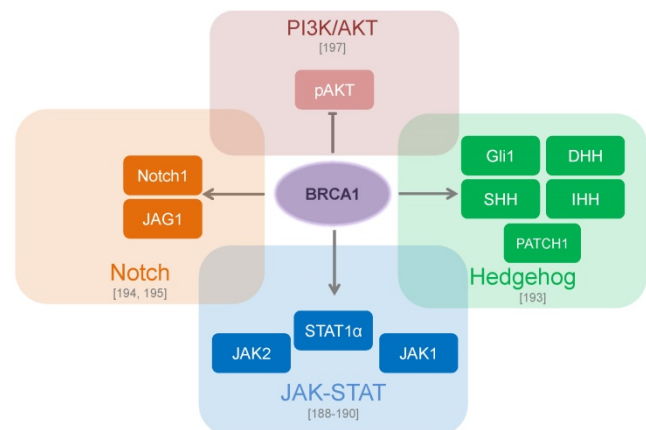 PI3K/AKT
[197]
pAKT
Notch1
JAG1
Notch
[194, 195]
BRCA1
Gli1
DHH
SHH
IHH
PATCH1
Hedgehog
[193]
STAT1α
JAK2
JAK1
JAK-STAT
[188-190]